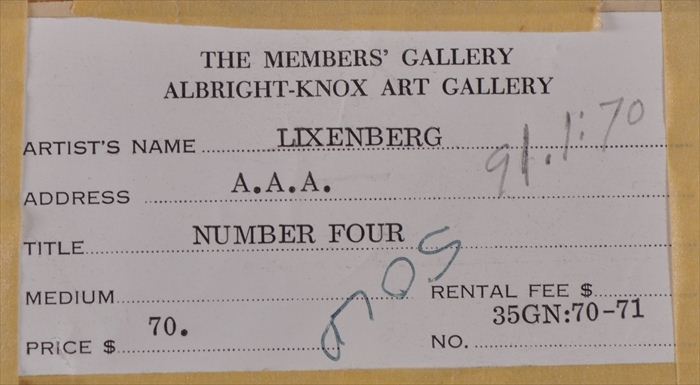 THE MEMBERS' GALLERY
ALBRIGHT-KNOX ART GALLERY
ARTIST'S NAME LIXENBERG
91.1:70
ADDRESS A.A.A.
TITLE NUMBER FOUR
MEDIUM
RENTAL FEE $
PRICE $ 70.
35GN:70-71
NO.